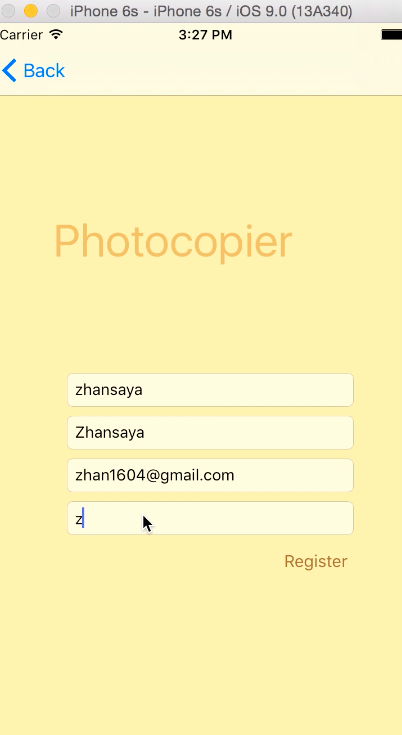 iPhone 6s - iPhone 6s / iOS 9.0 (13A340)
Carrier 3:27 PM
Back
Photocopier
zhansaya
Zhansaya
zhan1604@gmail.com
z
Register